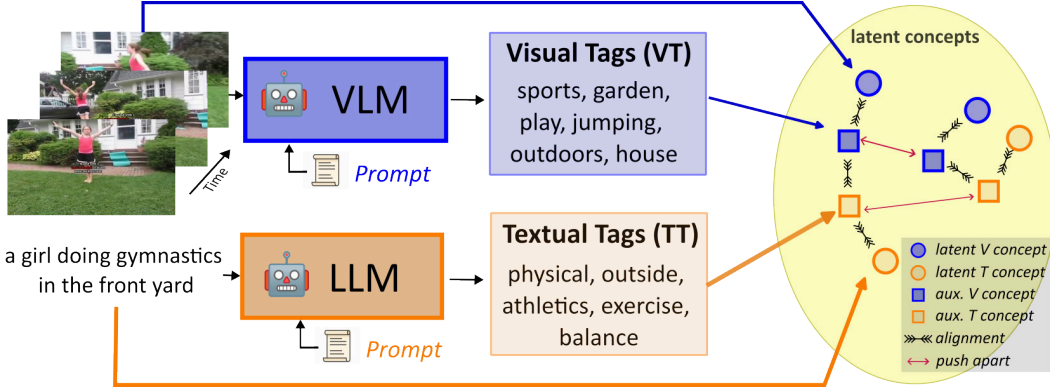 Time
VLM
Prompt
Visual Tags (VT)
sports, garden,
play, jumping,
outdoors, house
a girl doing gymnastics
in the front yard
LLM
Prompt
Textual Tags (TT)
physical, outside,
athletics, exercise,
balance
latent concepts
latent V concept
latent T concept
aux. V concept
aux. T concept
alignment
push apart